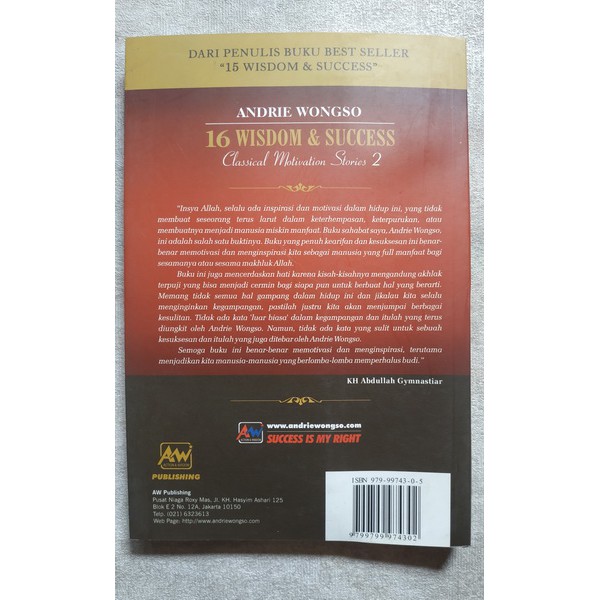 DARI PENULIS BUKU BEST SELLER
"15 WISDOM & SUCCESS"
ANDRIE WONGSO
16 WISDOM & SUCCESS
Classical Motivation Stories 2
"Insya Allah, selalu ada inspirasi dan motivasi dalam hidup ini, yang tidak
membuat seseorang terus larut dalam keterhempasan, keterpurukan, atau
membuatnya menjadi manusia miskin manfaat. Buku sahabat saya, Andrie Wongso,
ini adalah salah satu buktinya. Buku yang penuh kearifan dan kesuksesan ini benar-
benar memotivasi dan menginspirasi kita sebagai manusia yang full manfaat bagi
sesamanya atau sesama makhluk Allah.
Buku ini juga mencerdaskan hati karena kisah-kisahnya mengandung akhlak
terpuji yang bisa menjadi cermin bagi siapa pun untuk berbuat hal yang berarti.
Memang tidak semua hal gampang dalam hidup ini dan jikalau kita selalu
menginginkan kegampangan, pastilah justru kita akan menjumpai berbagai
kesulitan. Tidak ada kata 'luar biasa' dalam kegampangan dan itulah yang terus
diungkit oleh Andrie Wongso. Namun, tidak ada kata yang sulit untuk sebuah
kesuksesan dan itulah yang juga ditebar oleh Andrie Wongso.
Semoga buku ini benar-benar memotivasi dan menginspirasi, terutama
menjadikan kita manusia-manusia yang berlomba-lomba memperhalus budi."
KH Abdullah Gymnastiar
AW
www.andriewongso.com
SUCCESS IS MY RIGHT
AW
PUBLISHING
AW Publishing
Pusat Niaga Roxy Mas, Jl. KH. Hasyim Ashari 125
Blok E 2 No. 12A, Jakarta 10150
Telp: (021) 6323613
Web Page: http://www.andriewongso.com
ISBN 979-99743-0-5
9799799974302